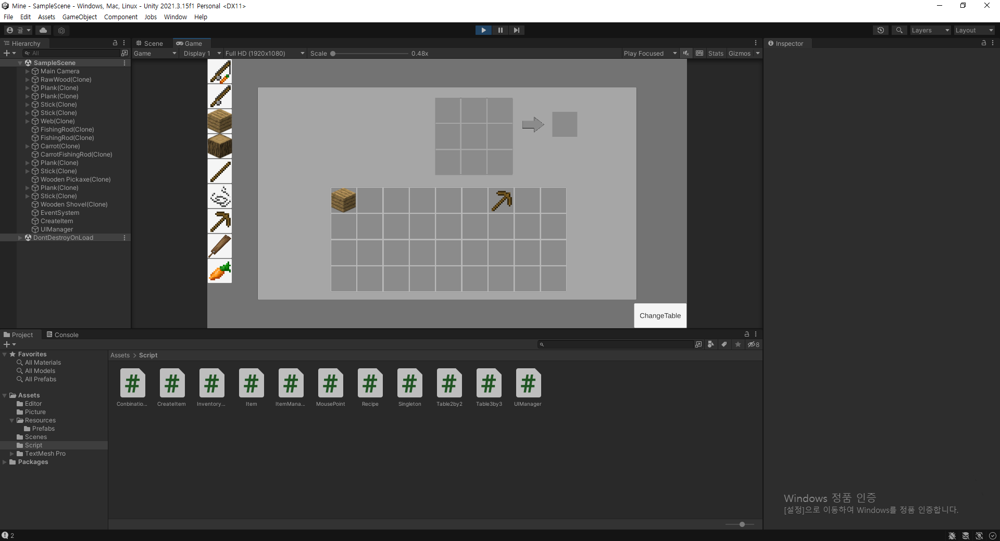 Mine - SampleScene - Windows, Mac, Linux - Unity 2021.3.15f1 Personal <DX11>
File Edit Assets GameObject Component Jobs Window Help
Layers Layout
Hierarchy
Scene
Game
Inspector
All
Game
Display 1
Full HD (1920x1080)
Scale 0.48x
Play Focused
Stats
Gizmos
SampleScene
Main Camera
RawWood(Clone)
Plank(Clone)
Plank(Clone)
Stick(Clone)
Stick(Clone)
Web(Clone)
FishingRod(Clone)
FishingRod(Clone)
Carrot(Clone)
CarrotFishingRod(Clone)
Plank(Clone)
Stick(Clone)
Wooden Pickaxe(Clone)
Plank(Clone)
Stick(Clone)
Wooden Shovel(Clone)
EventSystem
CreateItem
UIManager
DontDestroyOnLoad
ChangeTable
Project
Console
8
Favorites
All Materials
All Models
All Prefabs
Assets
Editor
Picture
Resources
Prefabs
Scenes
Script
TextMesh Pro
Packages
Assets > Script
Conbinatio... CreateItem Inventory... Item ItemMana... MousePoint Recipe Singleton Table2by2 Table3by3 UIManager
Windows 정품 인증
[설정]으로 이동하여 Windows를 정품 인증합니다.
2